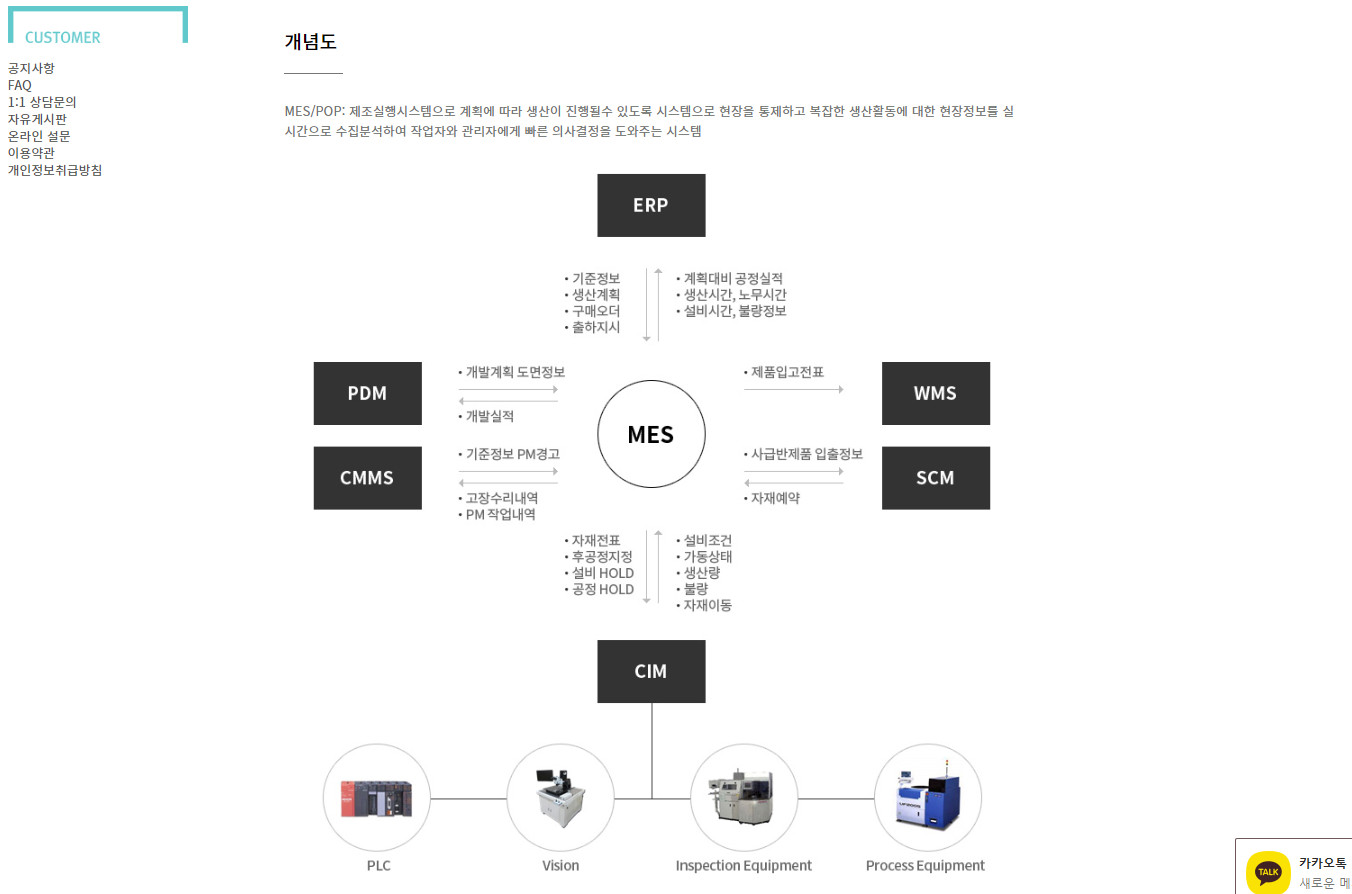 CUSTOMER
공지사항
FAQ
1:1 상담문의
자유게시판
온라인 설문
이용약관
개인정보취급방침
개념도
MES/POP: 제조실행시스템으로 계획에 따라 생산이 진행될수 있도록 시스템으로 현장을 통제하고 복잡한 생산활동에 대한 현장정보를 실
시간으로 수집분석하여 작업자와 관리자에게 빠른 의사결정을 도와주는 시스템
ERP
• 기준정보
• 생산계획
• 구매오더
• 출하지시
• 계획대비 공정실적
• 생산시간, 노무시간
• 설비시간, 불량정보
PDM
• 개발계획 도면정보
• 개발실적
CMMS
• 기준정보 PM경고
• 고장수리내역
• PM 작업내역
MES
• 제품입고전표
WMS
• 사급반제품 입출정보
• 자재예약
SCM
• 자재전표
• 후공정지정
• 설비 HOLD
• 공정 HOLD
• 설비조건
• 가동상태
• 생산량
• 불량
• 자재이동
CIM
PLC
Vision
Inspection Equipment
Process Equipment
TALK
카카오톡
새로운 메